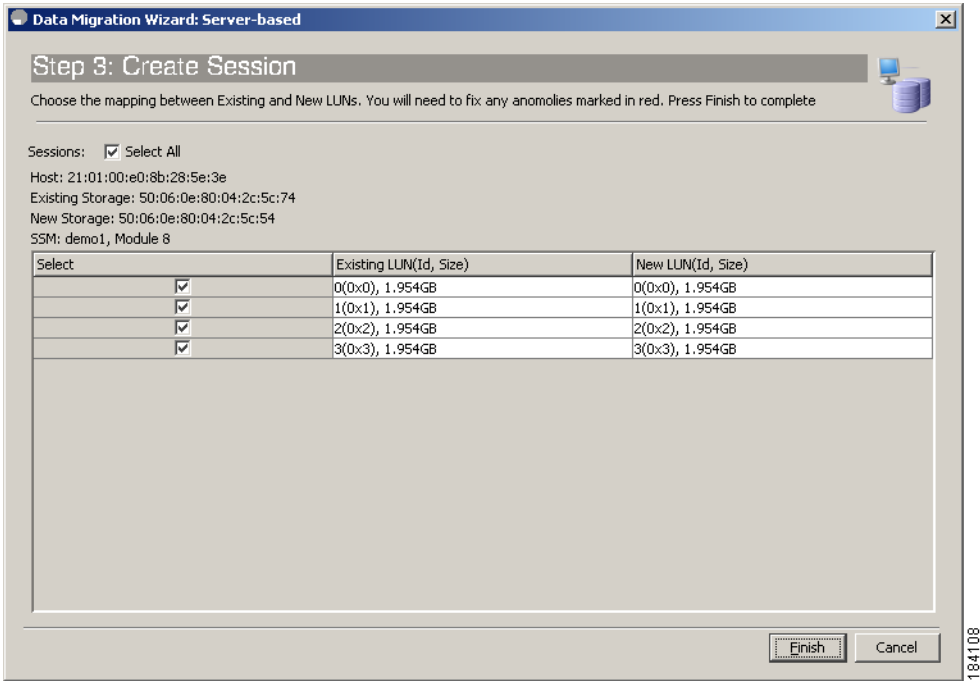 Data Migration Wizard: Server-based
Step 3: Create Session
Choose the mapping between Existing and New LUNs. You will need to fix any anomolies marked in red. Press Finish to complete
Sessions: Select All
Host: 21:01:00:e0:8b:28:5e:3e
Existing Storage: 50:06:0e:80:04:2c:5c:74
New Storage: 50:06:0e:80:04:2c:5c:54
SSM: demo1, Module 8
Select Existing LUN(Id, Size) New LUN(Id, Size)
0(0x0), 1.954GB 0(0x0), 1.954GB
1(0x1), 1.954GB 1(0x1), 1.954GB
2(0x2), 1.954GB 2(0x2), 1.954GB
3(0x3), 1.954GB 3(0x3), 1.954GB
Finish Cancel
184108